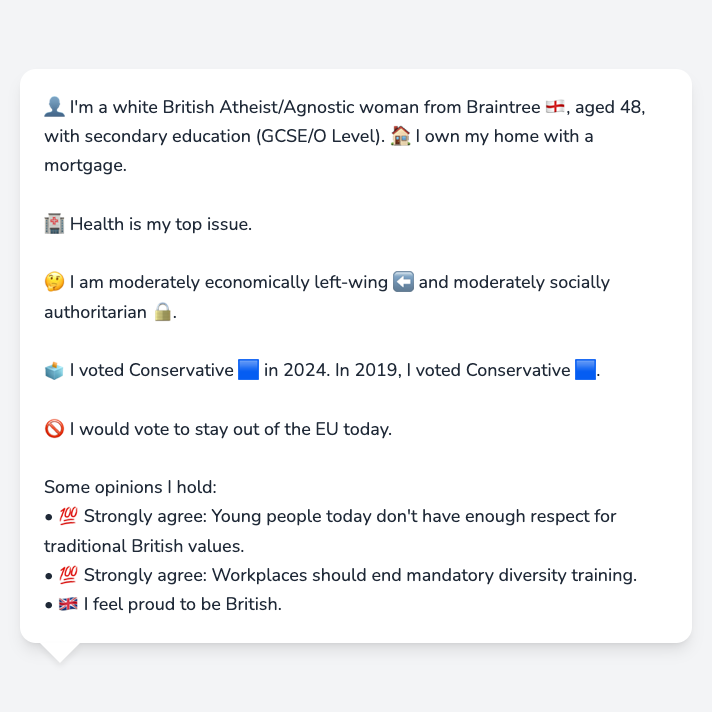 👤 I'm a white British Atheist/Agnostic woman from Braintree 🏴󠁧󠁢󠁥󠁮󠁧󠁿, aged 48,
with secondary education (GCSE/O Level). 🏠 I own my home with a
mortgage.
🏥 Health is my top issue.
🤔 I am moderately economically left-wing ⬅️ and moderately socially
authoritarian 🔒.
🗳️ I voted Conservative 🟦 in 2024. In 2019, I voted Conservative 🟦.
🚫 I would vote to stay out of the EU today.
Some opinions I hold:
• 💯 Strongly agree: Young people today don't have enough respect for
traditional British values.
• 💯 Strongly agree: Workplaces should end mandatory diversity training.
• 🇬🇧 I feel proud to be British.